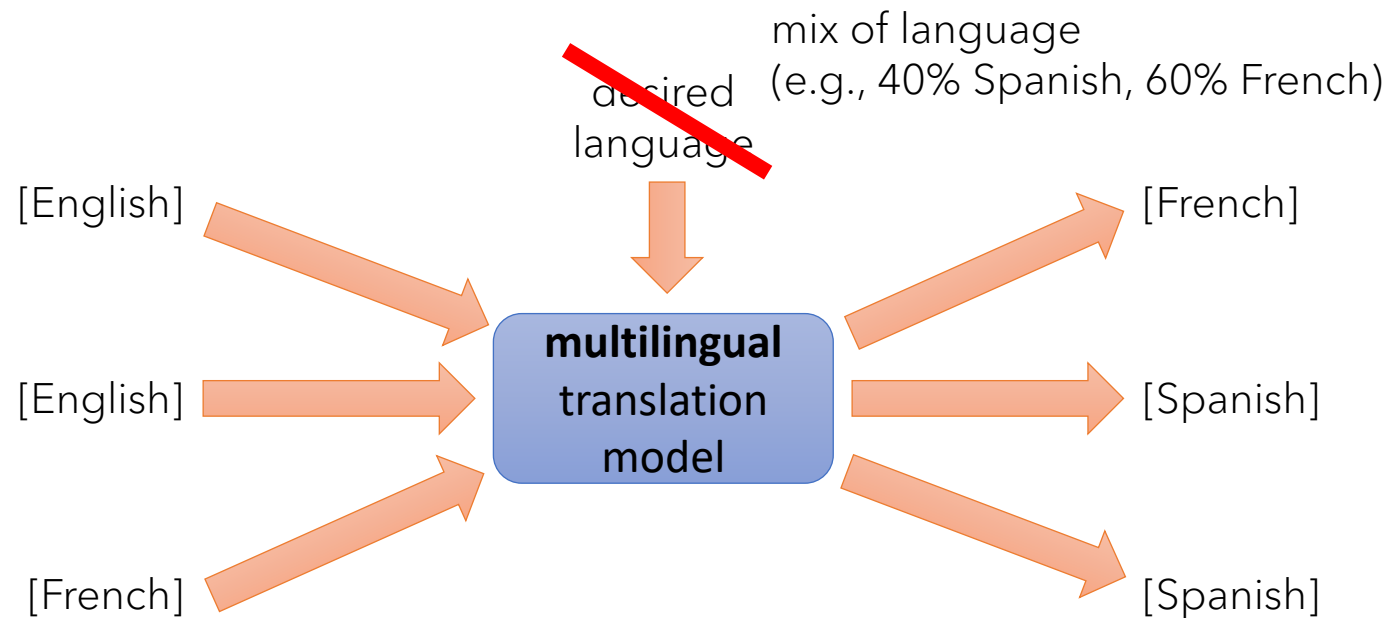 mix of language
(e.g., 40% Spanish, 60% French)
desired
language
[English]
[French]
multilingual
translation
model
[English]
[Spanish]
[French]
[Spanish]